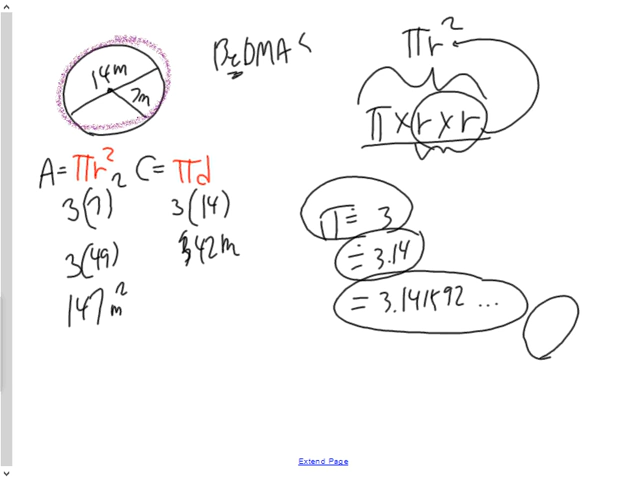 14m
7m
BEDMAS
πr²
π×r×r
A=πr² C=πd
3(7)² 3(14)
3(49) 42m
147m²
π≐3
≐3.14
=3.141592...
Extend Page